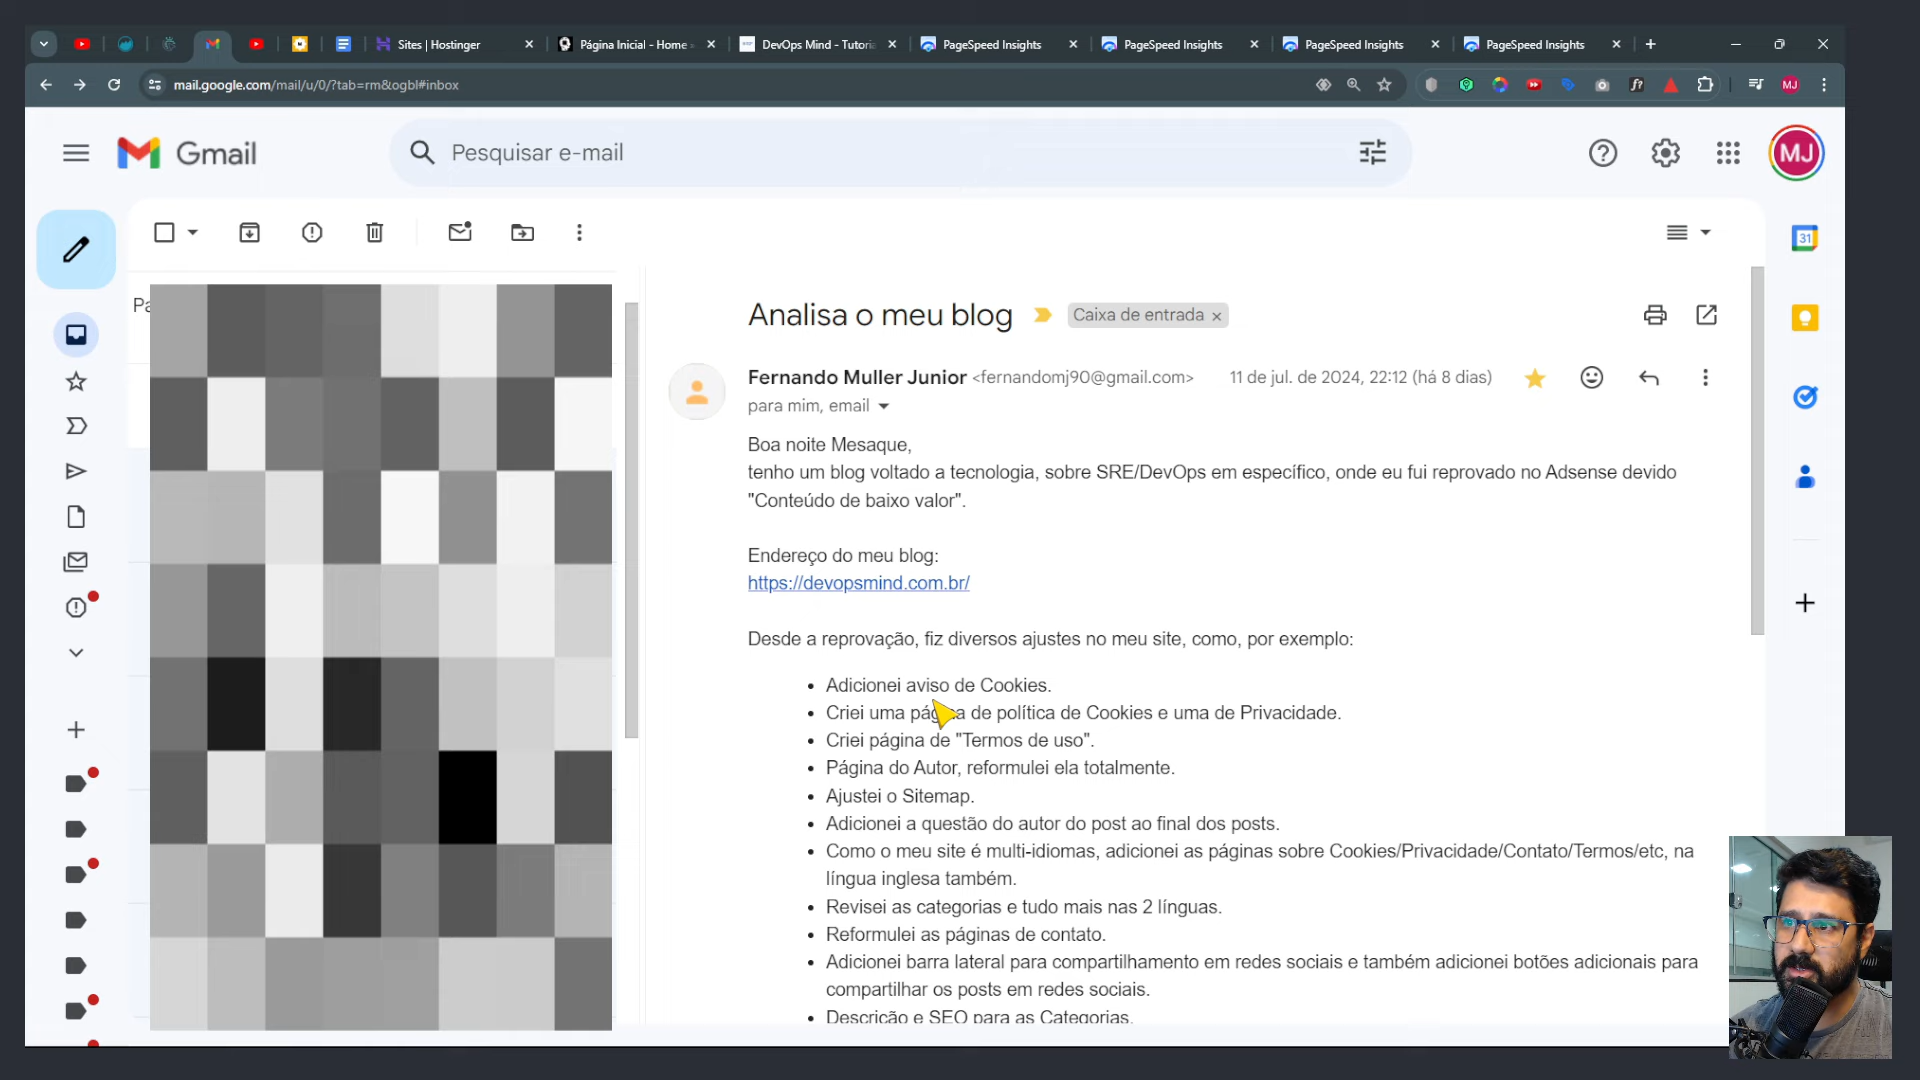 Sites | Hostinger
Página Inicial - Home
DevOps Mind - Tutoria
PageSpeed Insights
PageSpeed Insights
PageSpeed Insights
PageSpeed Insights
mail.google.com/mail/u/0/?tab=rm&ogbl#inbox
MJ
Gmail
Pesquisar e-mail
MJ
31
Analisa o meu blog
Caixa de entrada ×
Fernando Muller Junior <fernandomj90@gmail.com>
11 de jul. de 2024, 22:12 (há 8 dias)
para mim, email
Boa noite Mesaque,
tenho um blog voltado a tecnologia, sobre SRE/DevOps em específico, onde eu fui reprovado no Adsense devido
"Conteúdo de baixo valor".
Endereço do meu blog:
https://devopsmind.com.br/
Desde a reprovação, fiz diversos ajustes no meu site, como, por exemplo:
• Adicionei aviso de Cookies.
• Criei uma página de política de Cookies e uma de Privacidade.
• Criei página de "Termos de uso".
• Página do Autor, reformulei ela totalmente.
• Ajustei o Sitemap.
• Adicionei a questão do autor do post ao final dos posts.
• Como o meu site é multi-idiomas, adicionei as páginas sobre Cookies/Privacidade/Contato/Termos/etc, na
língua inglesa também.
• Revisei as categorias e tudo mais nas 2 línguas.
• Reformulei as páginas de contato.
• Adicionei barra lateral para compartilhamento em redes sociais e também adicionei botões adicionais para
compartilhar os posts em redes sociais.
• Descrição e SEO para as Categorias.